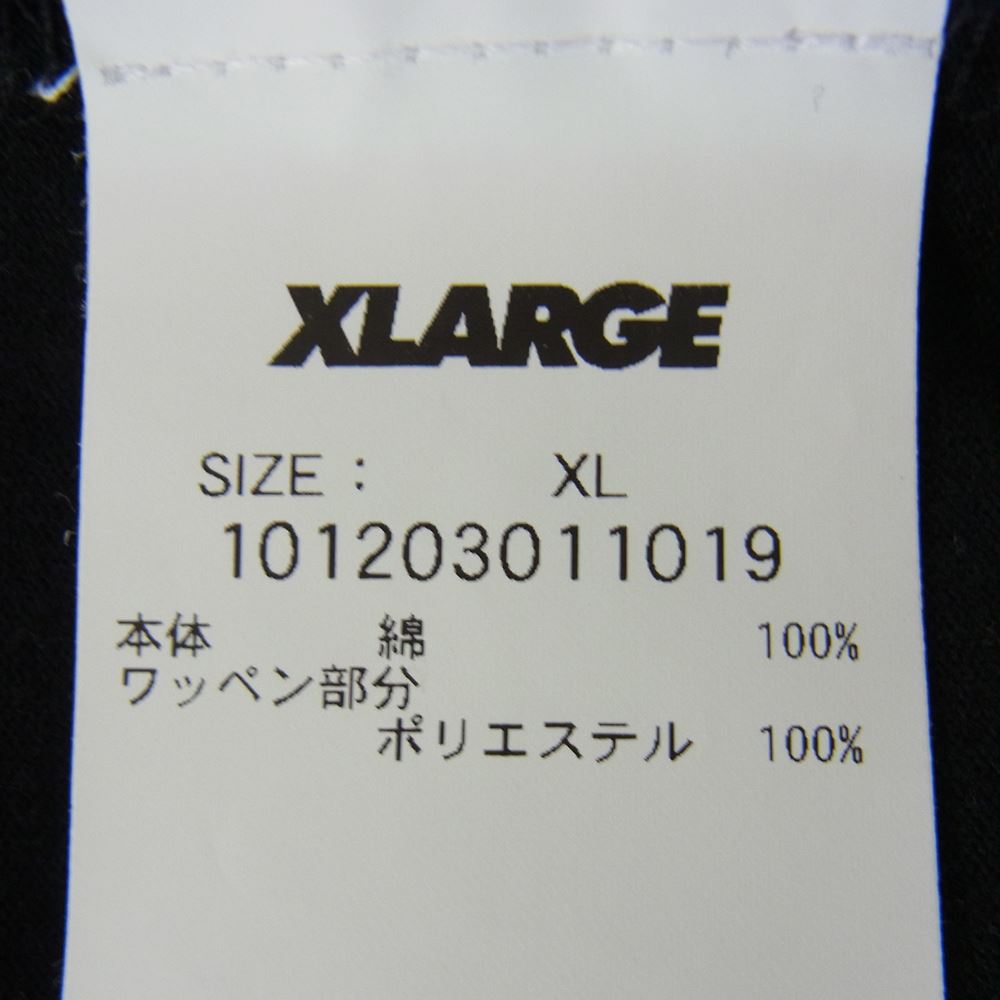 XLARGE
SIZE : XL
101203011019
本体 綿 100%
ワッペン部分
ポリエステル 100%